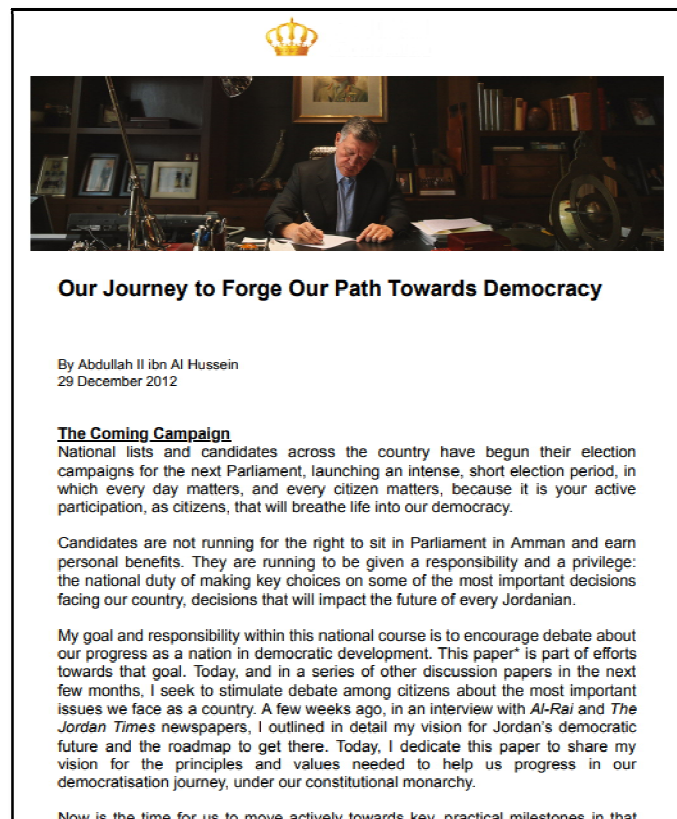 Our Journey to Forge Our Path Towards Democracy
By Abdullah II ibn Al Hussein
29 December 2012
The Coming Campaign
National lists and candidates across the country have begun their election
campaigns for the next Parliament, launching an intense, short election period, in
which every day matters, and every citizen matters, because it is your active
participation, as citizens, that will breathe life into our democracy.
Candidates are not running for the right to sit in Parliament in Amman and earn
personal benefits. They are running to be given a responsibility and a privilege:
the national duty of making key choices on some of the most important decisions
facing our country, decisions that will impact the future of every Jordanian.
My goal and responsibility within this national course is to encourage debate about
our progress as a nation in democratic development. This paper* is part of efforts
towards that goal. Today, and in a series of other discussion papers in the next
few months, I seek to stimulate debate among citizens about the most important
issues we face as a country. A few weeks ago, in an interview with Al-Rai and The
Jordan Times newspapers, I outlined in detail my vision for Jordan's democratic
future and the roadmap to get there. Today, I dedicate this paper to share my
vision for the principles and values needed to help us progress in our
democratisation journey, under our constitutional monarchy.
Now is the time for us to move actively towards key, practical milestones in that